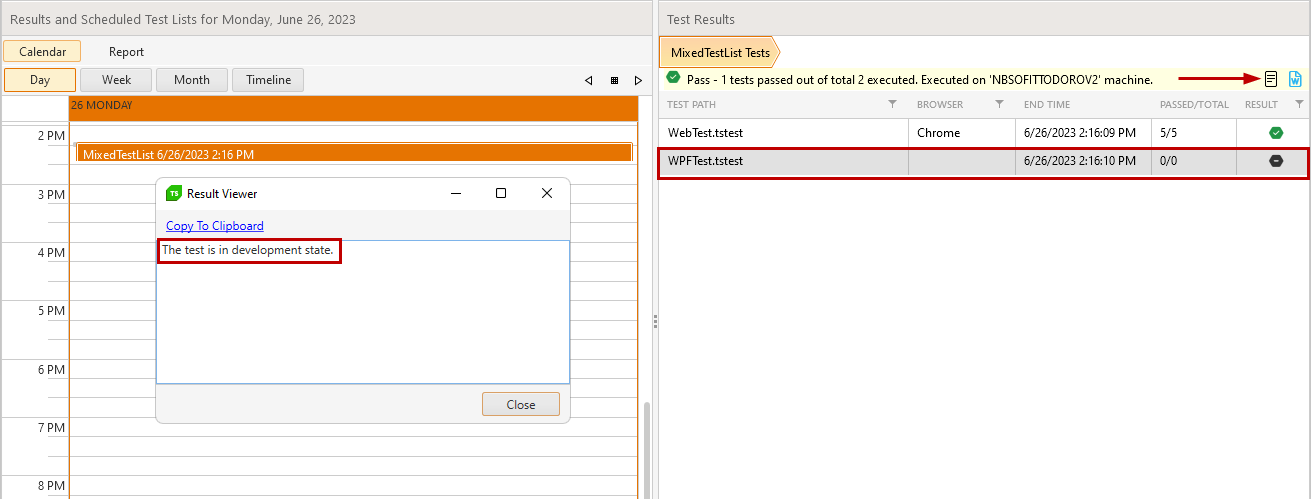 Results and Scheduled Test Lists for Monday, June 26, 2023
Calendar Report
Day Week Month Timeline
26 MONDAY
2 PM
MixedTestList 6/26/2023 2:16 PM
3 PM
TS Result Viewer
Copy To Clipboard
The test is in development state.
4 PM
5 PM
6 PM
Close
7 PM
8 PM
Test Results
MixedTestList Tests
Pass - 1 tests passed out of total 2 executed. Executed on 'NBSOFITTODOROV2' machine.
TEST PATH BROWSER END TIME PASSED/TOTAL RESULT
WebTest.tstest Chrome 6/26/2023 2:16:09 PM 5/5
WPFTest.tstest 6/26/2023 2:16:10 PM 0/0